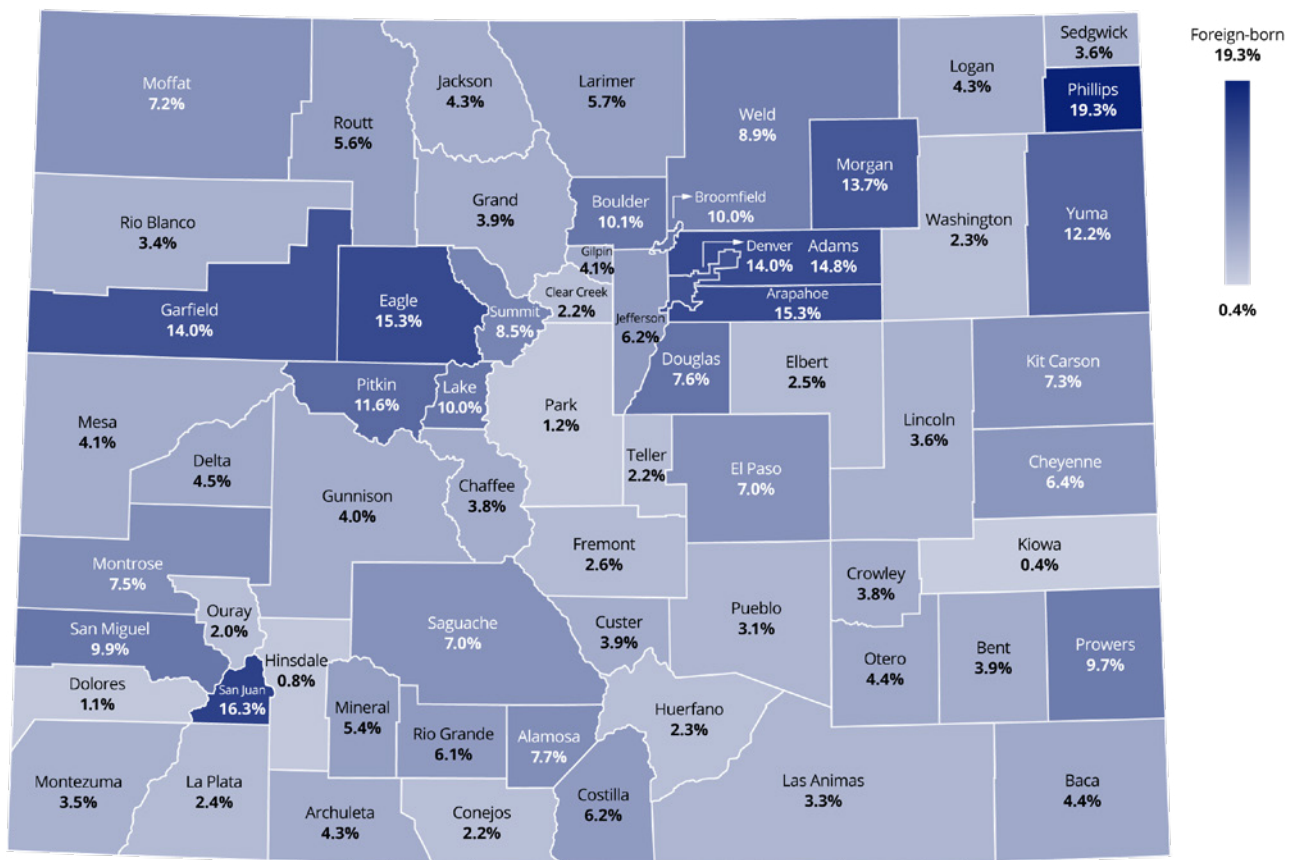 Foreign-born
19.3%
0.4%
Moffat
7.2%
Routt
5.6%
Jackson
4.3%
Larimer
5.7%
Weld
8.9%
Logan
4.3%
Sedgwick
3.6%
Phillips
19.3%
Morgan
13.7%
Washington
2.3%
Yuma
12.2%
Rio Blanco
3.4%
Grand
3.9%
Boulder
10.1%
Broomfield
10.0%
Gilpin
4.1%
Denver
14.0%
Adams
14.8%
Clear Creek
2.2%
Arapahoe
15.3%
Garfield
14.0%
Eagle
15.3%
Summit
8.5%
Jefferson
6.2%
Douglas
7.6%
Elbert
2.5%
Kit Carson
7.3%
Pitkin
11.6%
Lake
10.0%
Park
1.2%
Lincoln
3.6%
Mesa
4.1%
Delta
4.5%
Teller
2.2%
El Paso
7.0%
Cheyenne
6.4%
Gunnison
4.0%
Chaffee
3.8%
Fremont
2.6%
Kiowa
0.4%
Montrose
7.5%
Crowley
3.8%
Ouray
2.0%
Pueblo
3.1%
San Miguel
9.9%
Saguache
7.0%
Custer
3.9%
Otero
4.4%
Bent
3.9%
Prowers
9.7%
Hinsdale
0.8%
Dolores
1.1%
San Juan
16.3%
Mineral
5.4%
Rio Grande
6.1%
Alamosa
7.7%
Huerfano
2.3%
Montezuma
3.5%
La Plata
2.4%
Archuleta
4.3%
Conejos
2.2%
Costilla
6.2%
Las Animas
3.3%
Baca
4.4%